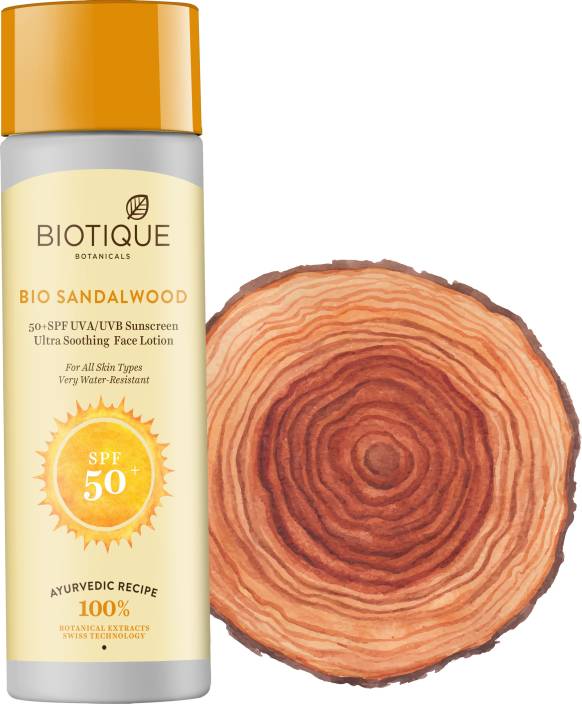 BIOTIQUE
BOTANICALS
BIO SANDALWOOD
50+SPF UVA/UVB Sunscreen
Ultra Soothing Face Lotion
For All Skin Types
Very Water-Resistant
SPF
50+
AYURVEDIC RECIPE
100%
BOTANICAL EXTRACTS
SWISS TECHNOLOGY